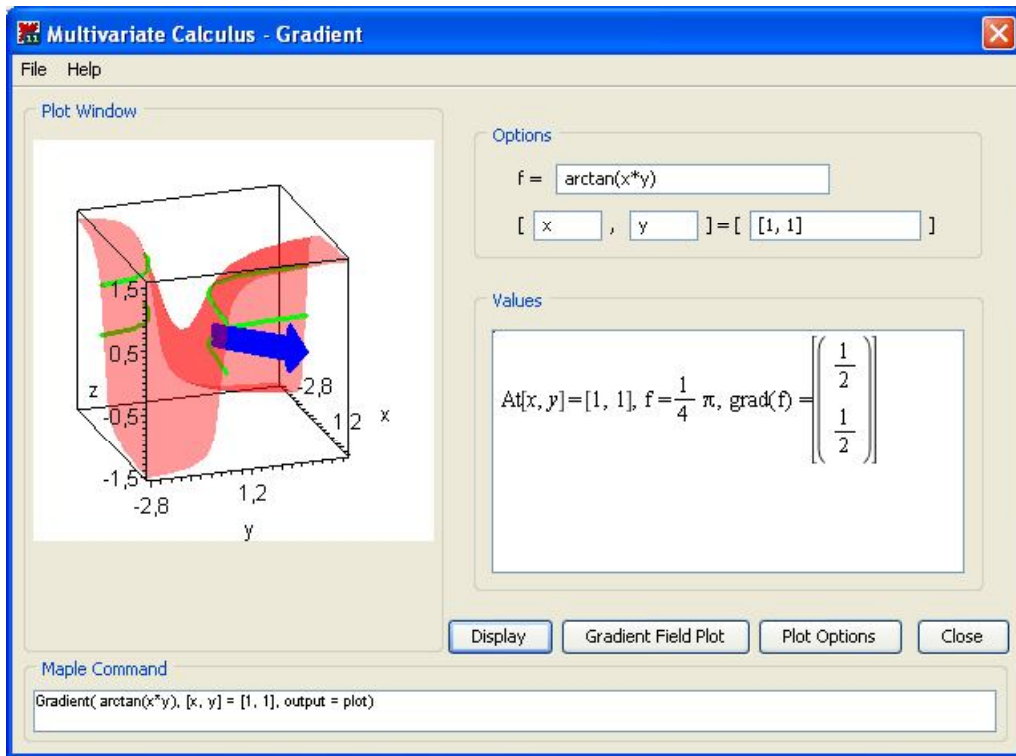 Multivariate Calculus - Gradient
File Help
Plot Window
1,5
0,5
z
-0,5
-1,5
-2,8
1,2
y
-2,8
1,2
x
Options
f = arctan(x*y)
[ x , y ] = [ [1, 1] ]
Values
At[x, y]=[1, 1], f = 1/4 π, grad(f) = [(1/2 1/2)]
Display Gradient Field Plot Plot Options Close
Maple Command
Gradient( arctan(x*y), [x, y] = [1, 1], output = plot)